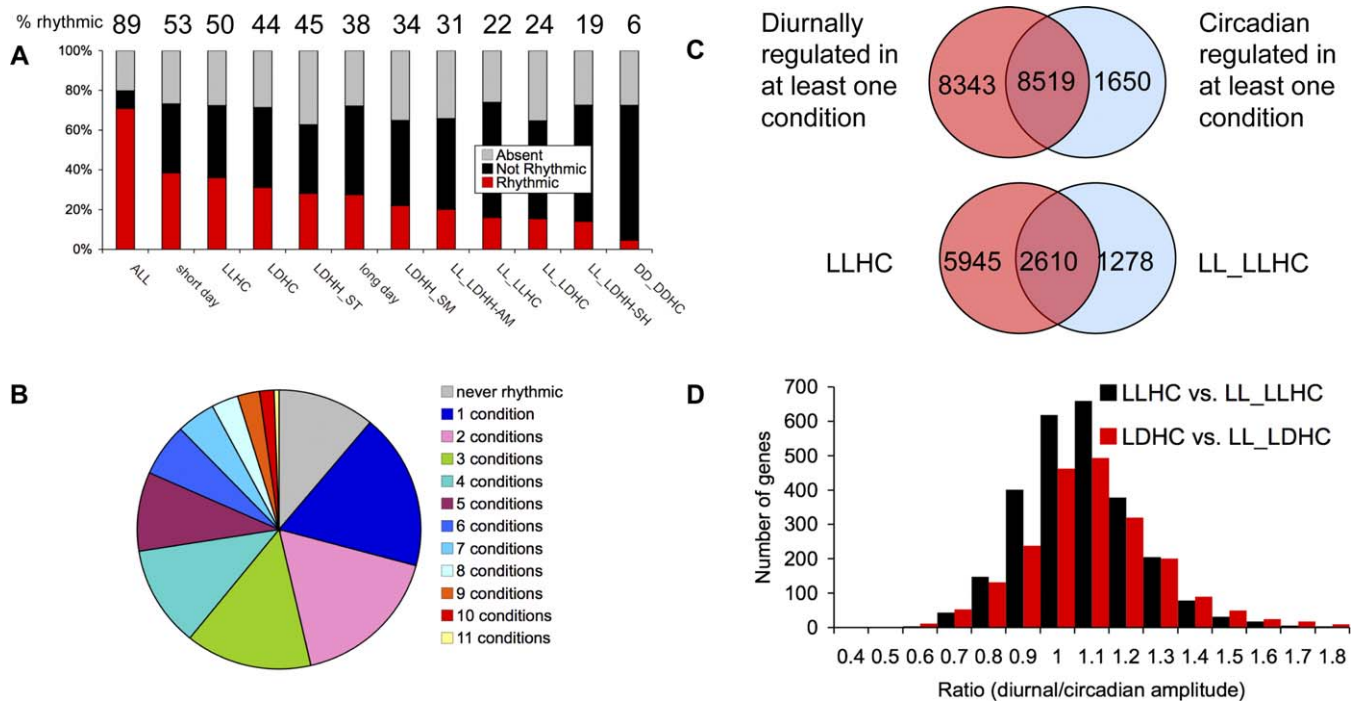 % rhythmic 89 53 50 44 45 38 34 31 22 24 19 6
A
100%
80%
60%
40%
20%
0%
Absent
Not Rhythmic
Rhythmic
ALL
short day
LLHC
LDHC
LDHH_ST
long day
LDHH_SM
LL_LDHH-AM
LL_LLHC
LL_LDHC
LL_LDHH-SH
DD_DDHC
B
never rhythmic
1 condition
2 conditions
3 conditions
4 conditions
5 conditions
6 conditions
7 conditions
8 conditions
9 conditions
10 conditions
11 conditions
C
Diurnally
regulated in
at least one
condition
8343 8519 1650
Circadian
regulated in
at least one
condition
LLHC
5945 2610 1278
LL_LLHC
D
700
600
500
400
300
200
100
0
Number of genes
LLHC vs. LL_LLHC
LDHC vs. LL_LDHC
0.4 0.5 0.6 0.7 0.8 0.9 1 1.1 1.2 1.3 1.4 1.5 1.6 1.7 1.8
Ratio (diurnal/circadian amplitude)